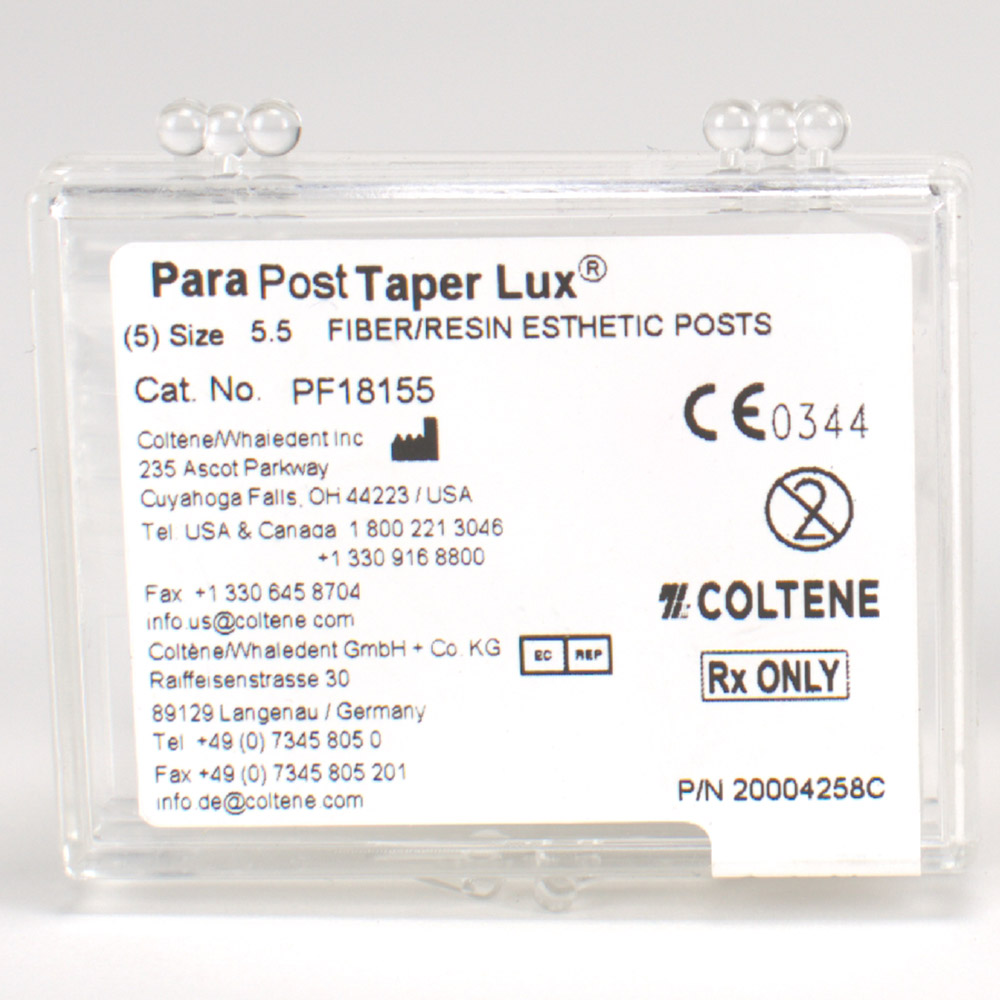 Para Post Taper Lux®
(5) Size 5.5 FIBER/RESIN ESTHETIC POSTS
Cat. No. PF18155
CE 0344
Coltène/Whaledent Inc
235 Ascot Parkway
Cuyahoga Falls, OH 44223 / USA
2
Tel. USA & Canada 1 800 221 3046
+1 330 916 8800
Fax +1 330 645 8704
info.us@coltene.com
COLTENE
Coltène/Whaledent GmbH + Co. KG
EC REP
Raiffeisenstrasse 30
Rx ONLY
89129 Langenau / Germany
Tel +49 (0) 7345 805 0
Fax +49 (0) 7345 805 201
info.de@coltene.com
P/N 20004258C